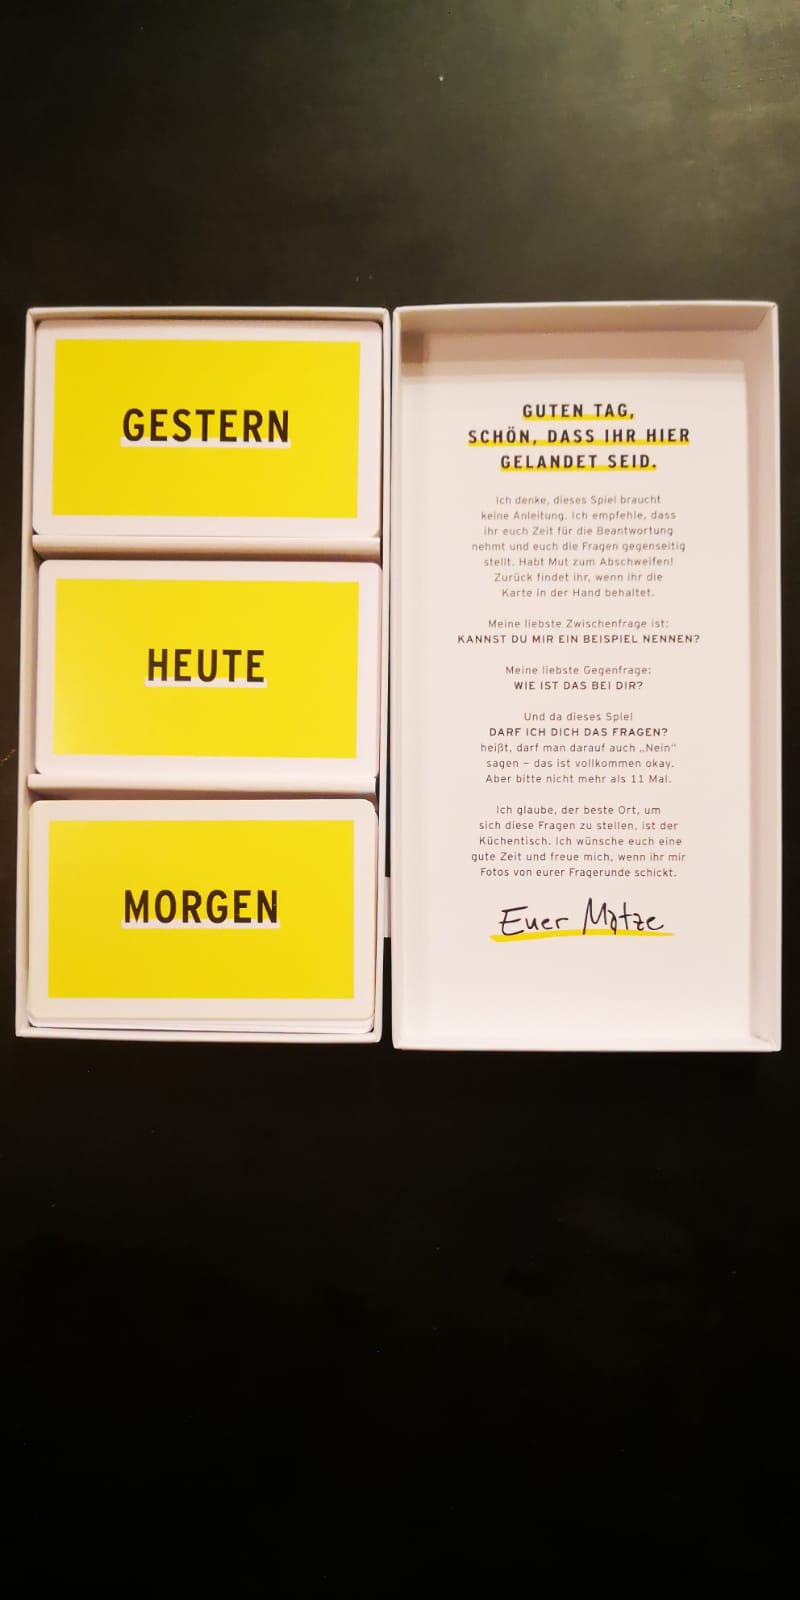 GESTERN
HEUTE
MORGEN
GUTEN TAG,
SCHÖN, DASS IHR HIER
GELANDET SEID.
Ich denke, dieses Spiel braucht
keine Anleitung. Ich empfehle, dass
ihr euch Zeit für die Beantwortung
nehmt und euch die Fragen gegenseitig
stellt. Habt Mut zum Abschweifen!
Zurück findet ihr, wenn ihr die
Karte in der Hand behaltet.
Meine liebste Zwischenfrage ist:
KANNST DU MIR EIN BEISPIEL NENNEN?
Meine liebste Gegenfrage:
WIE IST DAS BEI DIR?
Und da dieses Spiel
DARF ICH DICH DAS FRAGEN?
heißt, darf man darauf auch „Nein“
sagen – das ist vollkommen okay.
Aber bitte nicht mehr als 11 Mal.
Ich glaube, der beste Ort, um
sich diese Fragen zu stellen, ist der
Küchentisch. Ich wünsche euch eine
gute Zeit und freue mich, wenn ihr mir
Fotos von eurer Fragerunde schickt.
Euer Matze